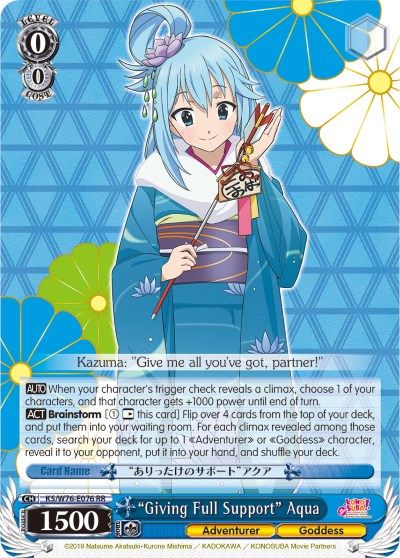 LEVEL
0
0
COST
Kazuma: "Give me all you've got, partner!"
AUTO When your character's trigger check reveals a climax, choose 1 of your
characters, and that character gets +1000 power until end of turn.
ACT Brainstorm [① this card] Flip over 4 cards from the top of your deck,
and put them into your waiting room. For each climax revealed among those
cards, search your deck for up to 1 «Adventurer» or «Goddess» character,
reveal it to your opponent, put it into your hand, and shuffle your deck.
Card Name "ありったけのサポート"アクア
CH KS/W76-E076 RR
POWER 1500 SOUL
"Giving Full Support" Aqua
Adventurer Goddess
©2019 Natsume Akatsuki・Kurone Mishima / KADOKAWA / KONOSUBA Movie Partners